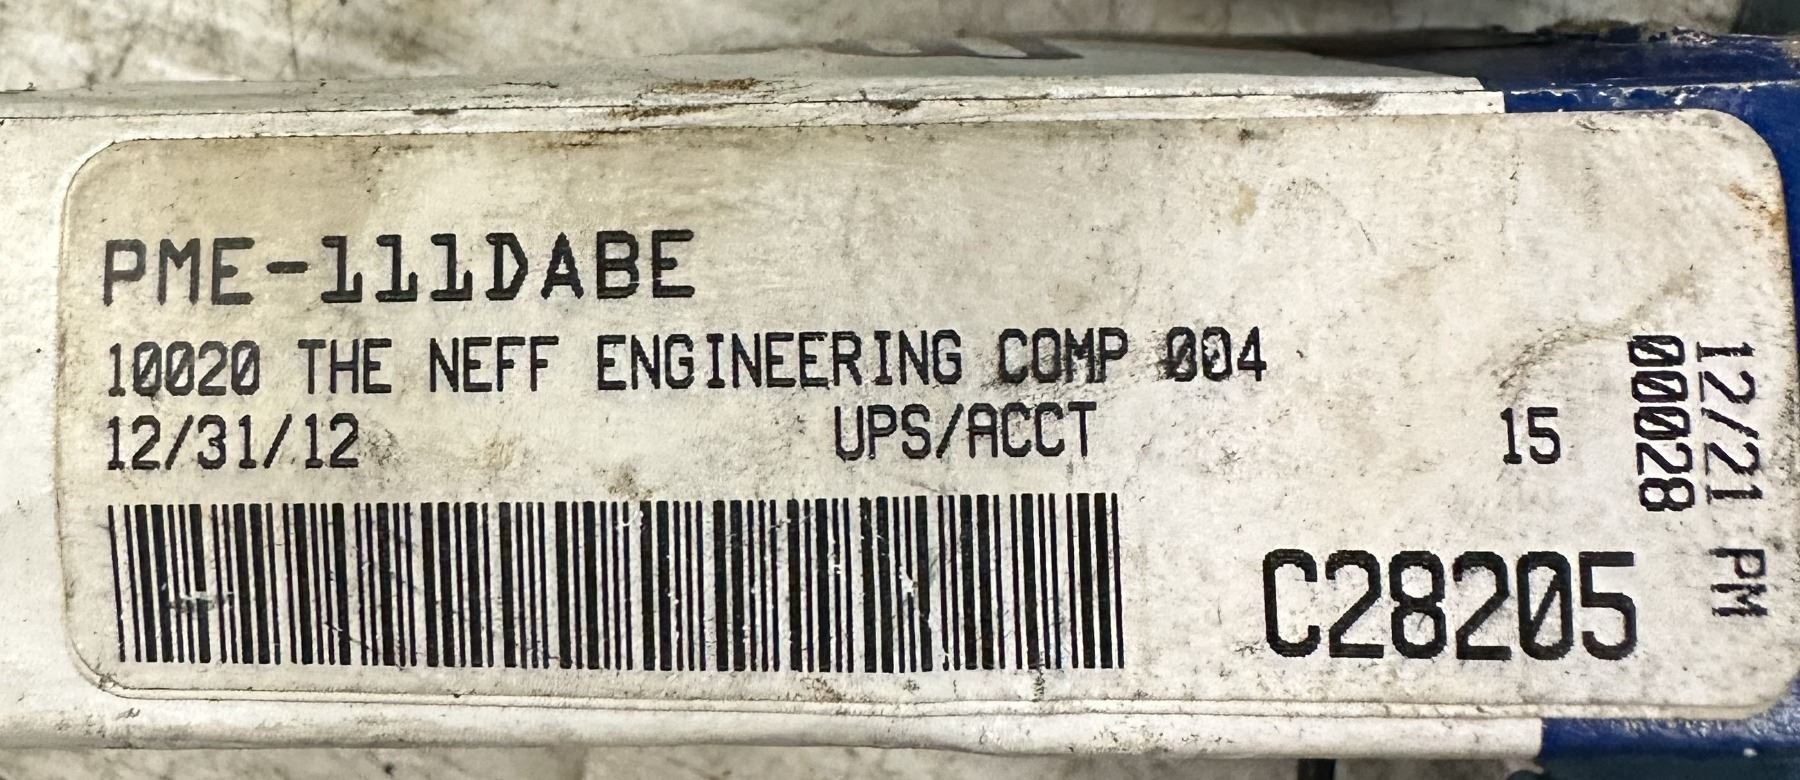 PME-111DABE
10020 THE NEFF ENGINEERING COMP 004
12/31/12 UPS/ACCT 15
C28205
12/21 PM
00028